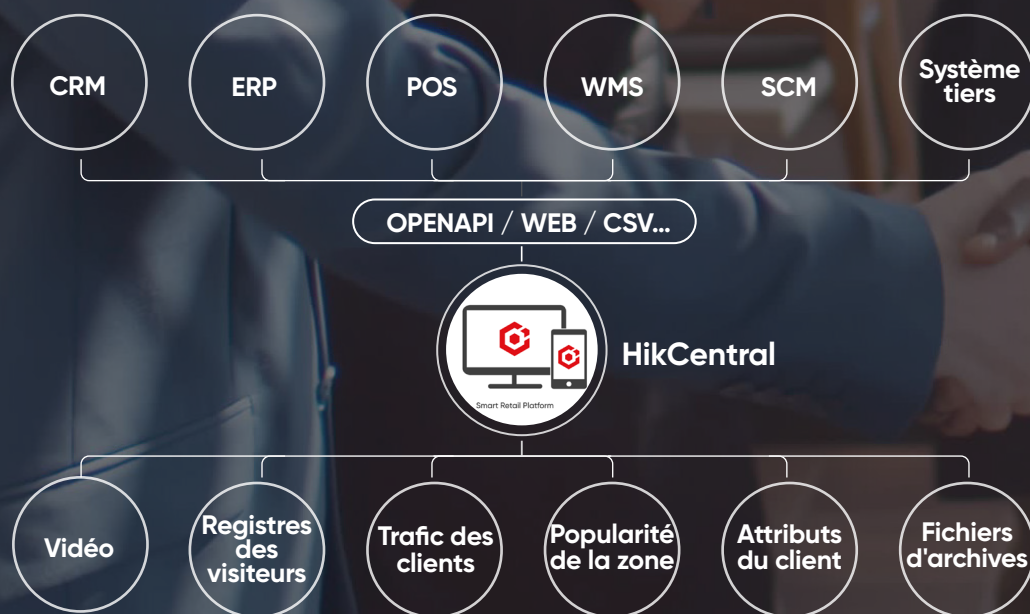 CRM
ERP
POS
WMS
SCM
Système
tiers
OPENAPI / WEB / CSV...
HikCentral
Smart Retail Platform
Vidéo
Registres
des
visiteurs
Trafic des
clients
Popularité
de la zone
Attributs
du client
Fichiers
d'archives